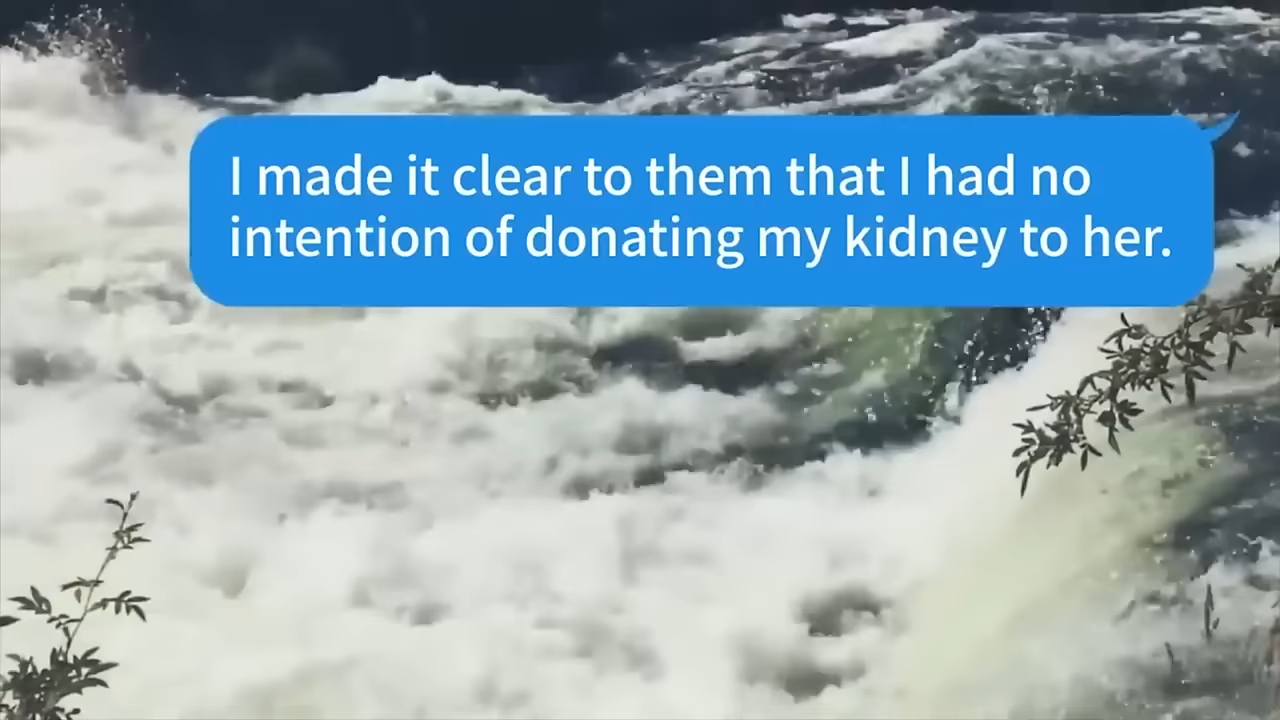 I made it clear to them that I had no
intention of donating my kidney to her.